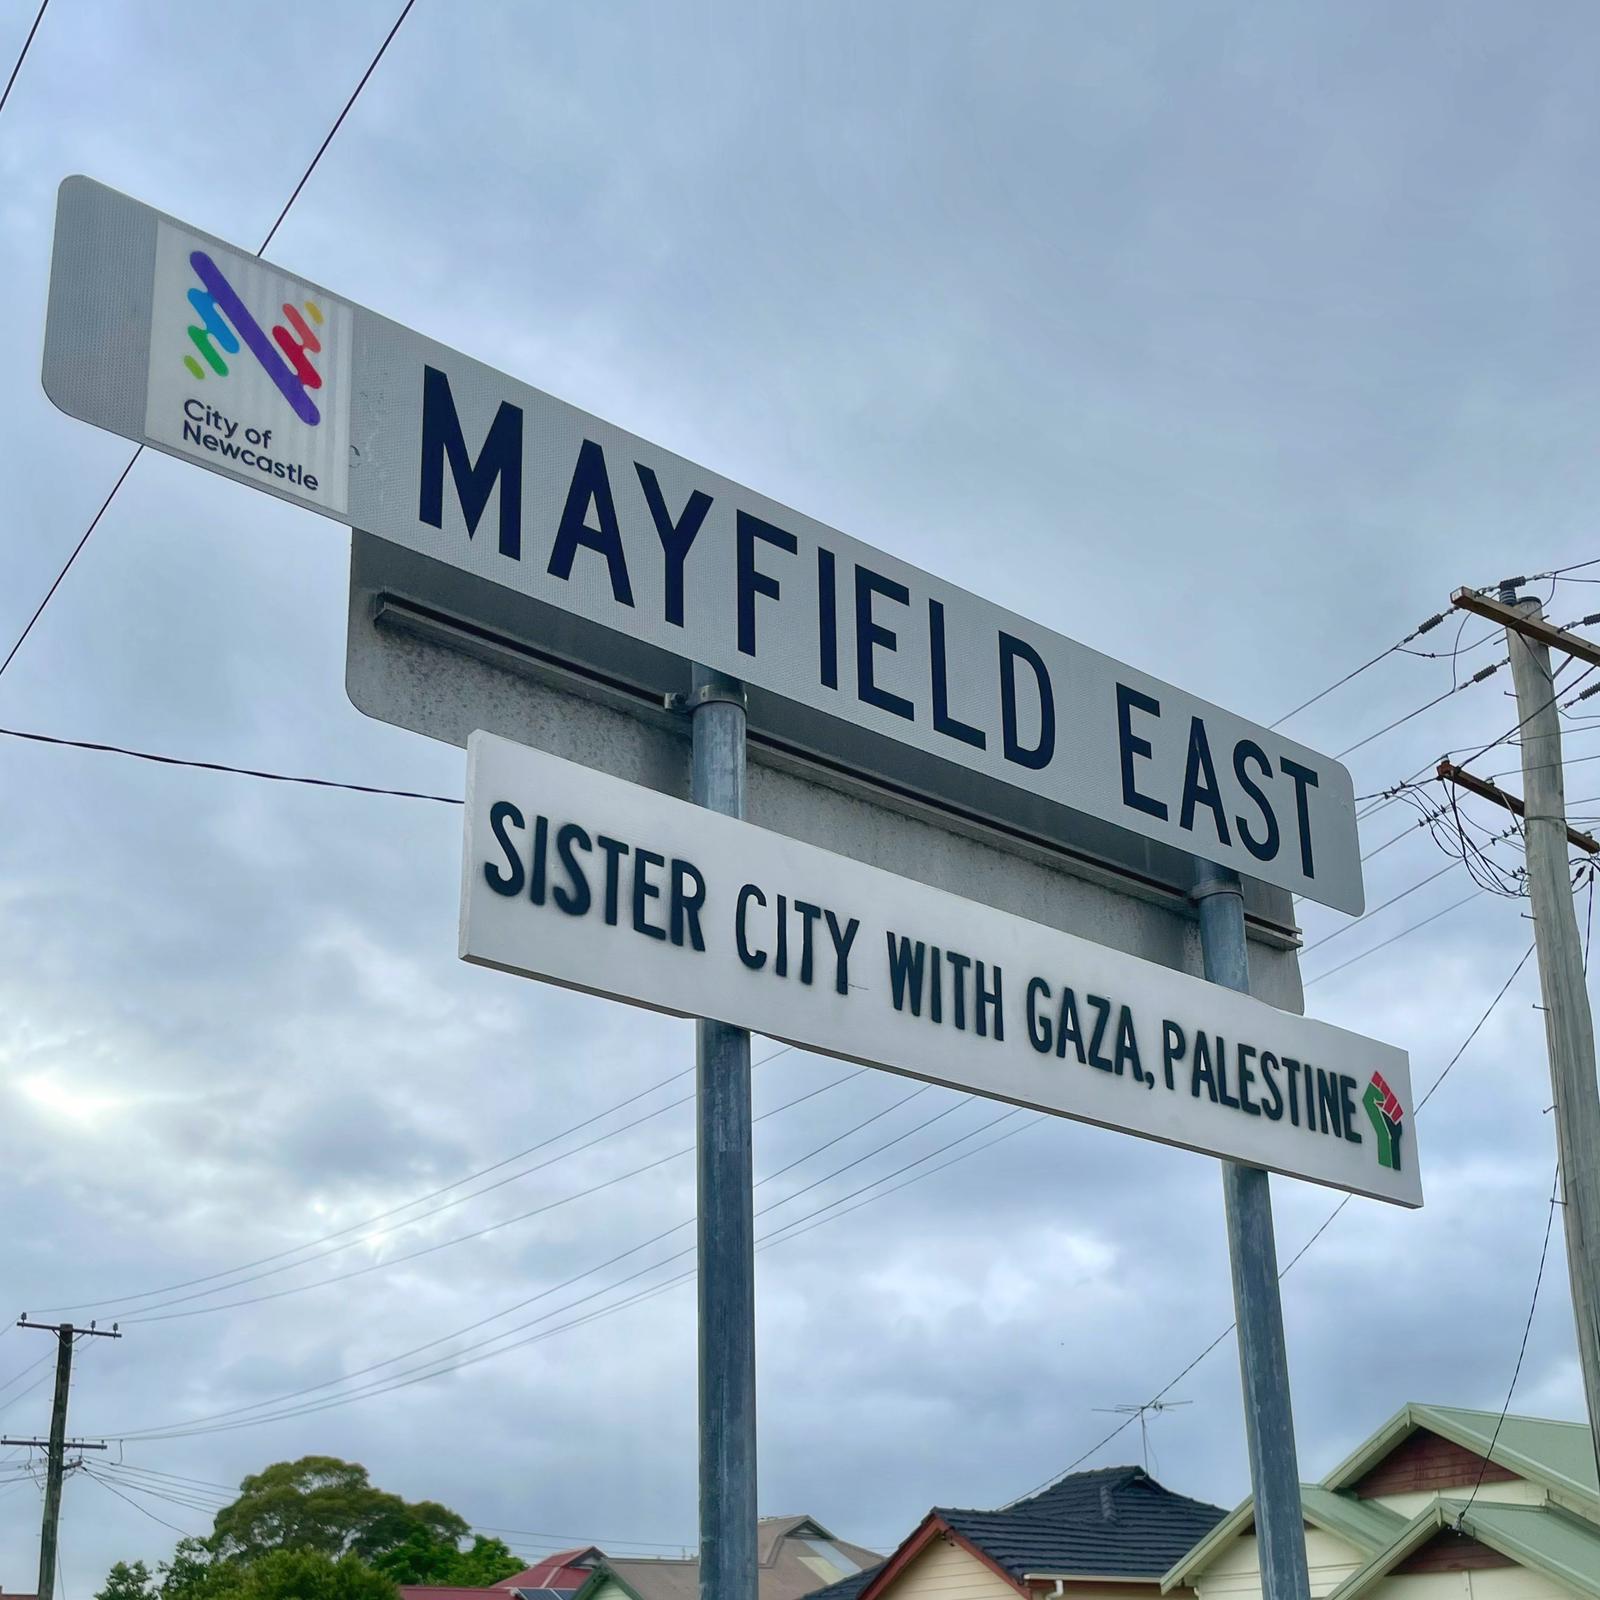 City of
Newcastle
MAYFIELD EAST
SISTER CITY WITH GAZA, PALESTINE